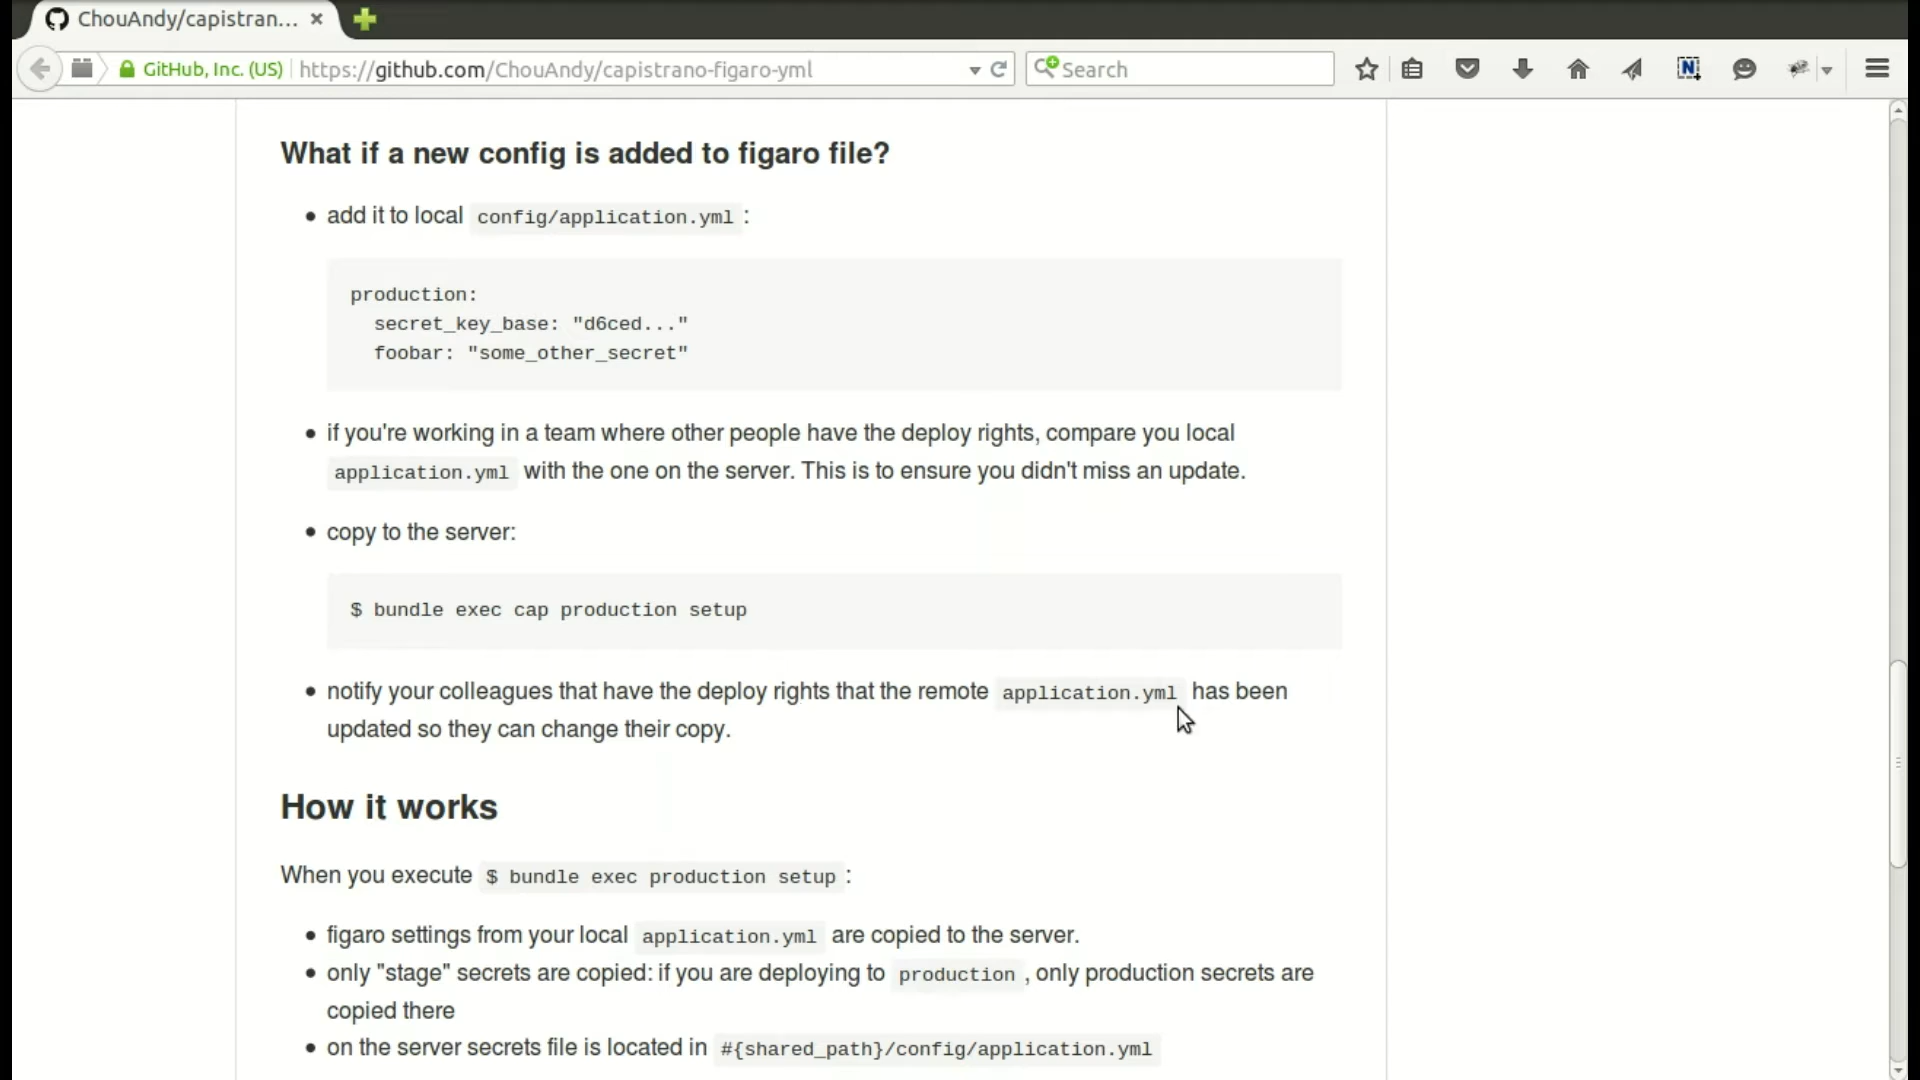 ChouAndy/capistran...
GitHub, Inc. (US) https://github.com/ChouAndy/capistrano-figaro-yml Search
What if a new config is added to figaro file?
add it to local config/application.yml :
production:
secret_key_base: "d6ced..."
foobar: "some_other_secret"
if you're working in a team where other people have the deploy rights, compare you local
application.yml with the one on the server. This is to ensure you didn't miss an update.
copy to the server:
$ bundle exec cap production setup
notify your colleagues that have the deploy rights that the remote application.yml has been
updated so they can change their copy.
How it works
When you execute $ bundle exec production setup :
figaro settings from your local application.yml are copied to the server.
only "stage" secrets are copied: if you are deploying to production , only production secrets are
copied there
on the server secrets file is located in #{shared_path}/config/application.yml